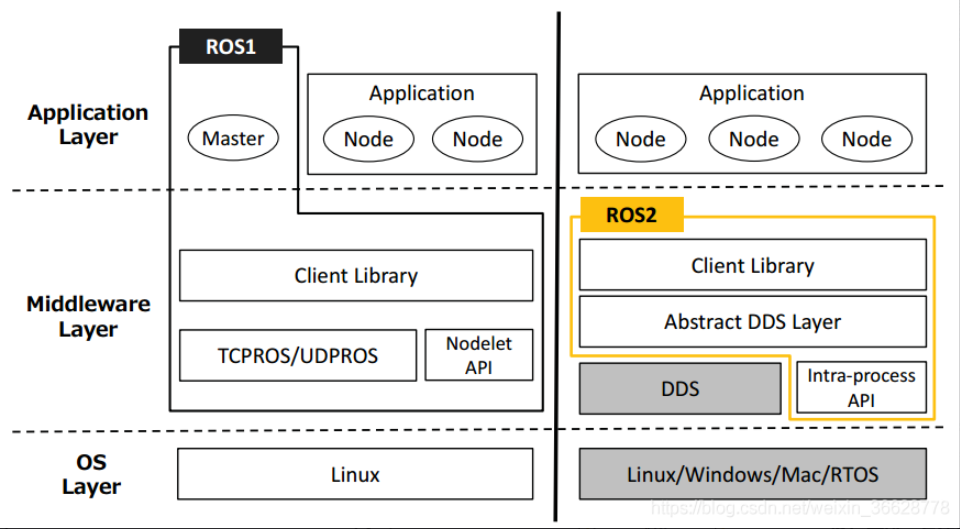 ROS1
Application
Layer
Master
Application
Node
Node
Application
Node
Node
Node
Middleware
Layer
Client Library
TCPROS/UDPROS
Nodelet
API
ROS2
Client Library
Abstract DDS Layer
DDS
Intra-process
API
OS
Layer
Linux
Linux/Windows/Mac/RTOS
https://blog.csdn.net/weixin_36628778